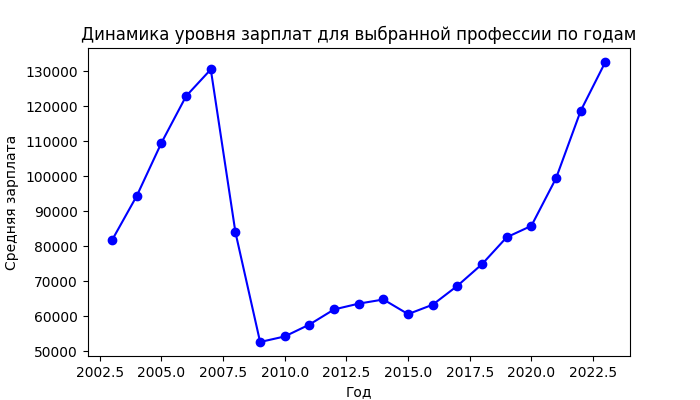 Динамика уровня зарплат для выбранной профессии по годам
Средняя зарплата
130000
120000
110000
100000
90000
80000
70000
60000
50000
2002.5 2005.0 2007.5 2010.0 2012.5 2015.0 2017.5 2020.0 2022.5
Год